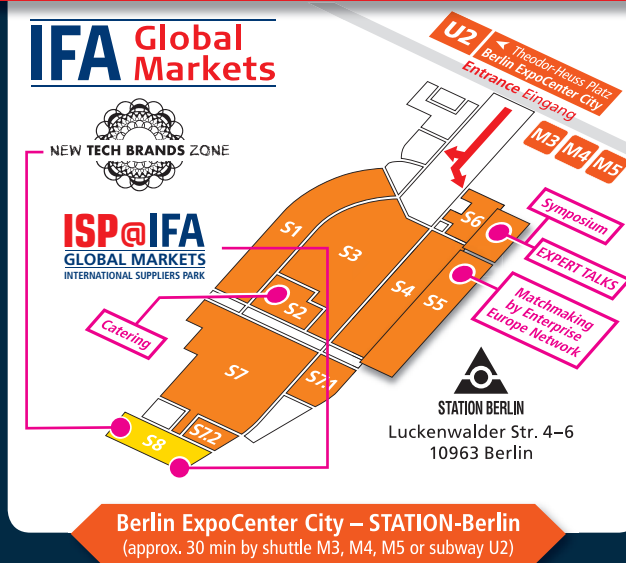 IFA Global
Markets
U2
Theodor-Heuss Platz
Berlin ExpoCenter City
Entrance Eingang
M3 M4 M5
NEW TECH BRANDS ZONE
ISP@IFA
GLOBAL MARKETS
INTERNATIONAL SUPPLIERS PARK
S1
S3
S6
S4
S5
S2
S7
S7.1
S7.2
S8
Symposium
EXPERT TALKS
Matchmaking
by Enterprise
Europe Network
Catering
STATION BERLIN
Luckenwalder Str. 4–6
10963 Berlin
Berlin ExpoCenter City – STATION-Berlin
(approx. 30 min by shuttle M3, M4, M5 or subway U2)